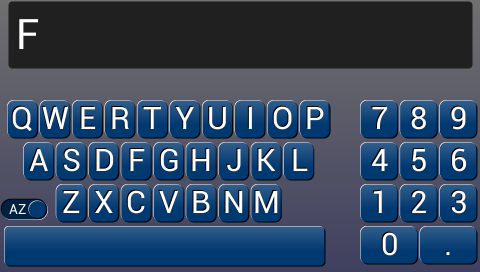 F
Q W E R T Y U I O P 7 8 9
A S D F G H J K L 4 5 6
AZ Z X C V B N M 1 2 3
0 .